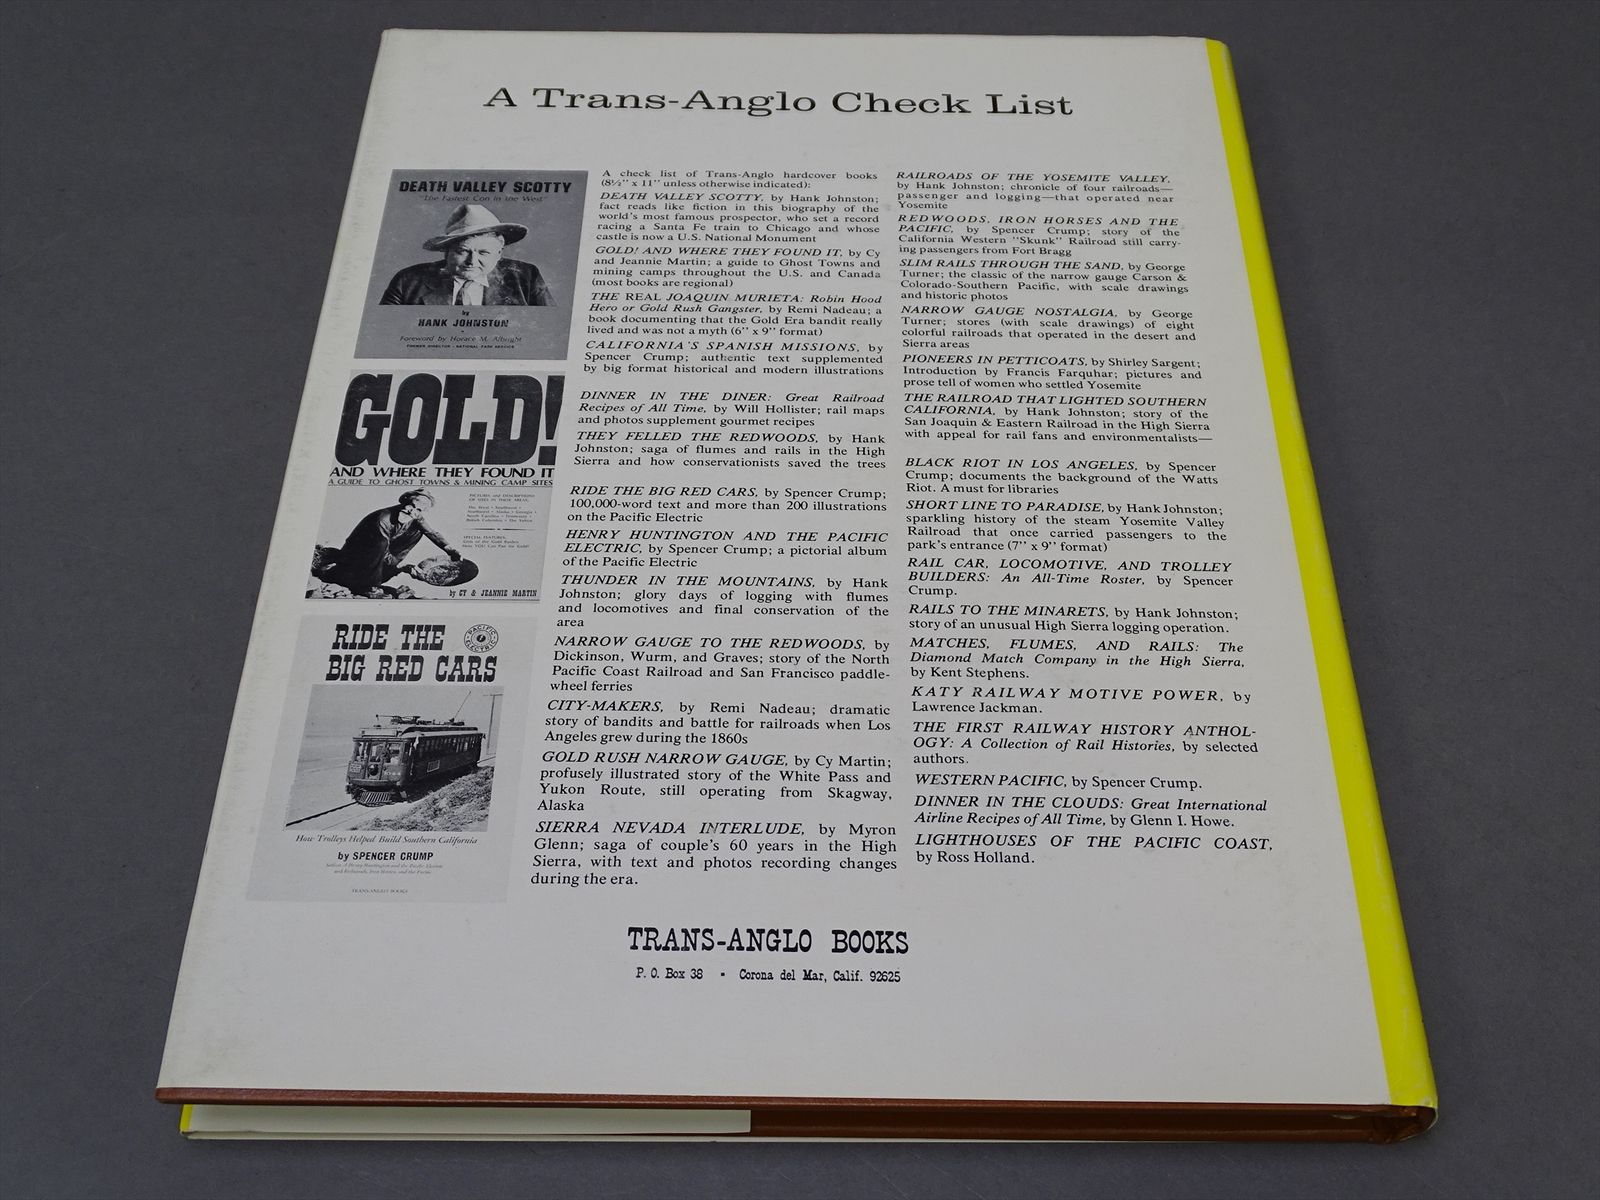 A Trans-Anglo Check List
DEATH VALLEY SCOTTY
"The Fastest Con in the West"
by
HANK JOHNSTON
Foreword by Horace M. Albright
FORMER DIRECTOR - NATIONAL PARK SERVICE
GOLD!
AND WHERE THEY FOUND IT
A GUIDE TO GHOST TOWNS & MINING CAMP SITES
by CY & JEANNIE MARTIN
RIDE THE
BIG RED CARS
PACIFIC
ELECTRIC
How Trolleys Helped Build Southern California
by SPENCER CRUMP
TRANS-ANGLO BOOKS
A check list of Trans-Anglo hardcover books
(8½" x 11" unless otherwise indicated):
DEATH VALLEY SCOTTY, by Hank Johnston;
fact reads like fiction in this biography of the
world's most famous prospector, who set a record
racing a Santa Fe train to Chicago and whose
castle is now a U.S. National Monument
GOLD! AND WHERE THEY FOUND IT, by Cy
and Jeannie Martin; a guide to Ghost Towns and
mining camps throughout the U.S. and Canada
(most books are regional)
THE REAL JOAQUIN MURIETA: Robin Hood
Hero or Gold Rush Gangster, by Remi Nadeau; a
book documenting that the Gold Era bandit really
lived and was not a myth (6" x 9" format)
CALIFORNIA'S SPANISH MISSIONS, by
Spencer Crump; authentic text supplemented
by big format historical and modern illustrations
DINNER IN THE DINER: Great Railroad
Recipes of All Time, by Will Hollister; rail maps
and photos supplement gourmet recipes
THEY FELLED THE REDWOODS, by Hank
Johnston; saga of flumes and rails in the High
Sierra and how conservationists saved the trees
RIDE THE BIG RED CARS, by Spencer Crump;
100,000-word text and more than 200 illustrations
on the Pacific Electric
HENRY HUNTINGTON AND THE PACIFIC
ELECTRIC, by Spencer Crump; a pictorial album
of the Pacific Electric
THUNDER IN THE MOUNTAINS, by Hank
Johnston; glory days of logging with flumes
and locomotives and final conservation of the
area
NARROW GAUGE TO THE REDWOODS, by
Dickinson, Wurm, and Graves; story of the North
Pacific Coast Railroad and San Francisco paddle-
wheel ferries
CITY-MAKERS, by Remi Nadeau; dramatic
story of bandits and battle for railroads when Los
Angeles grew during the 1860s
GOLD RUSH NARROW GAUGE, by Cy Martin;
profusely illustrated story of the White Pass and
Yukon Route, still operating from Skagway,
Alaska
SIERRA NEVADA INTERLUDE, by Myron
Glenn; saga of couple's 60 years in the High
Sierra, with text and photos recording changes
during the era.
RAILROADS OF THE YOSEMITE VALLEY,
by Hank Johnston; chronicle of four railroads—
passenger and logging—that operated near
Yosemite
REDWOODS, IRON HORSES AND THE
PACIFIC, by Spencer Crump; story of the
California Western "Skunk" Railroad still carry-
ing passengers from Fort Bragg
SLIM RAILS THROUGH THE SAND, by George
Turner; the classic of the narrow gauge Carson &
Colorado-Southern Pacific, with scale drawings
and historic photos
NARROW GAUGE NOSTALGIA, by George
Turner; stores (with scale drawings) of eight
colorful railroads that operated in the desert and
Sierra areas
PIONEERS IN PETTICOATS, by Shirley Sargent;
Introduction by Francis Farquhar; pictures and
prose tell of women who settled Yosemite
THE RAILROAD THAT LIGHTED SOUTHERN
CALIFORNIA, by Hank Johnston; story of the
San Joaquin & Eastern Railroad in the High Sierra
with appeal for rail fans and environmentalists—
BLACK RIOT IN LOS ANGELES, by Spencer
Crump; documents the background of the Watts
Riot. A must for libraries
SHORT LINE TO PARADISE, by Hank Johnston;
sparkling history of the steam Yosemite Valley
Railroad that once carried passengers to the
park's entrance (7" x 9" format)
RAIL CAR, LOCOMOTIVE, AND TROLLEY
BUILDERS: An All-Time Roster, by Spencer
Crump.
RAILS TO THE MINARETS, by Hank Johnston;
story of an unusual High Sierra logging operation.
MATCHES, FLUMES, AND RAILS: The
Diamond Match Company in the High Sierra,
by Kent Stephens.
KATY RAILWAY MOTIVE POWER, by
Lawrence Jackman.
THE FIRST RAILWAY HISTORY ANTHOL-
OGY: A Collection of Rail Histories, by selected
authors.
WESTERN PACIFIC, by Spencer Crump.
DINNER IN THE CLOUDS: Great International
Airline Recipes of All Time, by Glenn I. Howe.
LIGHTHOUSES OF THE PACIFIC COAST,
by Ross Holland.
TRANS-ANGLO BOOKS
P. O. Box 38 - Corona del Mar, Calif. 92625